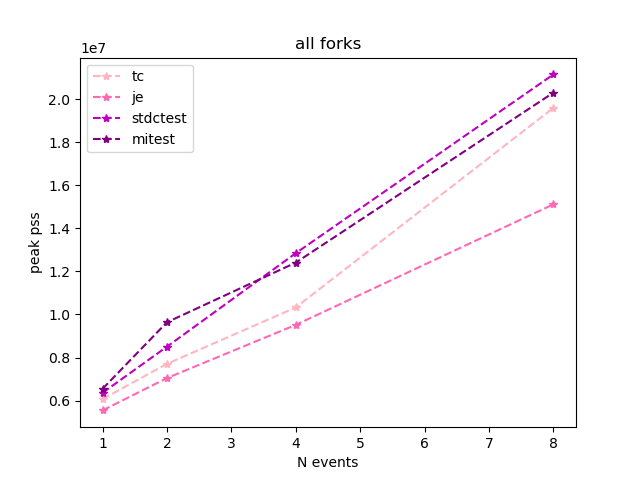 all forks
1e7
tc
je
stdctest
mitest
2.0
1.8
1.6
1.4
1.2
1.0
0.8
0.6
peak pss
1 2 3 4 5 6 7 8
N events